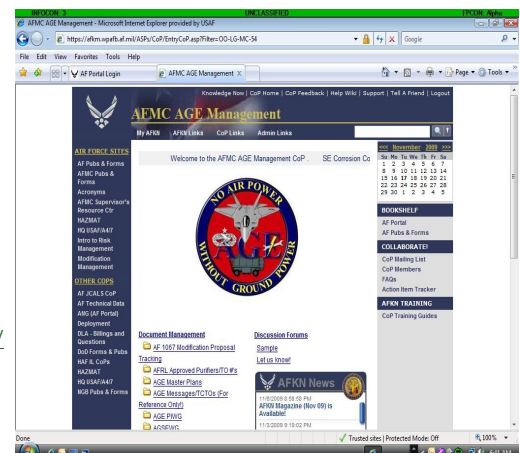 INFOCON 3 UNCLASSIFIED FPCON: Alpha
AFMC AGE Management - Microsoft Internet Explorer provided by USAF
https://afkm.wpafb.af.mil/ASPs/CoP/EntryCoP.asp?Filter=OO-LG-MC-54
Google
File Edit View Favorites Tools Help
AF Portal Login
AFMC AGE Management X
Page Tools
Knowledge Now | CoP Home | CoP Feedback | Help Wiki | Support | Tell A Friend | Logout
AFMC AGE Management
My AFKN AFKN Links CoP Links Admin Links
AIR FORCE SITES
AF Pubs & Forms
AFMC Pubs &
Forms
Acronyms
AFMC Supervisor's
Resource Ctr
HAZMAT
HQ USAF/A4/7
Intro to Risk
Management
Modification
Management
OTHER COPS
AF JCALS CoP
AF Technical Data
ANG (AF Portal)
Deployment
DLA - Billings and
Questions
DoD Forms & Pubs
HAF IL CoPs
HAZMAT
HQ USAF/A4/7
NGB Pubs & Forms
Welcome to the AFMC AGE Management CoP . SE Corrosion Co
NO AIR POWER
AGE
WITHOUT GROUND POWER
Document Management
AF 1067 Modification Proposal
Tracking
AFRL Approved Purifiers/TO #'s
AGE Master Plans
AGE Messages/TCTOs (For
Reference Only!)
AGE PIWG
AGSEWG
Discussion Forums
Sample
Let us know!
AFKN News
11/8/2009 8:58:58 PM
AFKN Magazine (Nov 09) is
Available!
11/3/2009 9:19:02 PM
<<< November 2009 >>>
Su Mo Tu We Th Fr Sa
1 2 3 4 5 6 7
8 9 10 11 12 13 14
15 16 17 18 19 20 21
22 23 24 25 26 27 28
29 30 1 2 3 4 5
BOOKSHELF
AF Portal
AF Pubs & Forms
COLLABORATE!
CoP Mailing List
CoP Members
FAQs
Action Item Tracker
AFKN TRAINING
CoP Training Guides
Done
Trusted sites | Protected Mode: Off
100%
6:41 AM